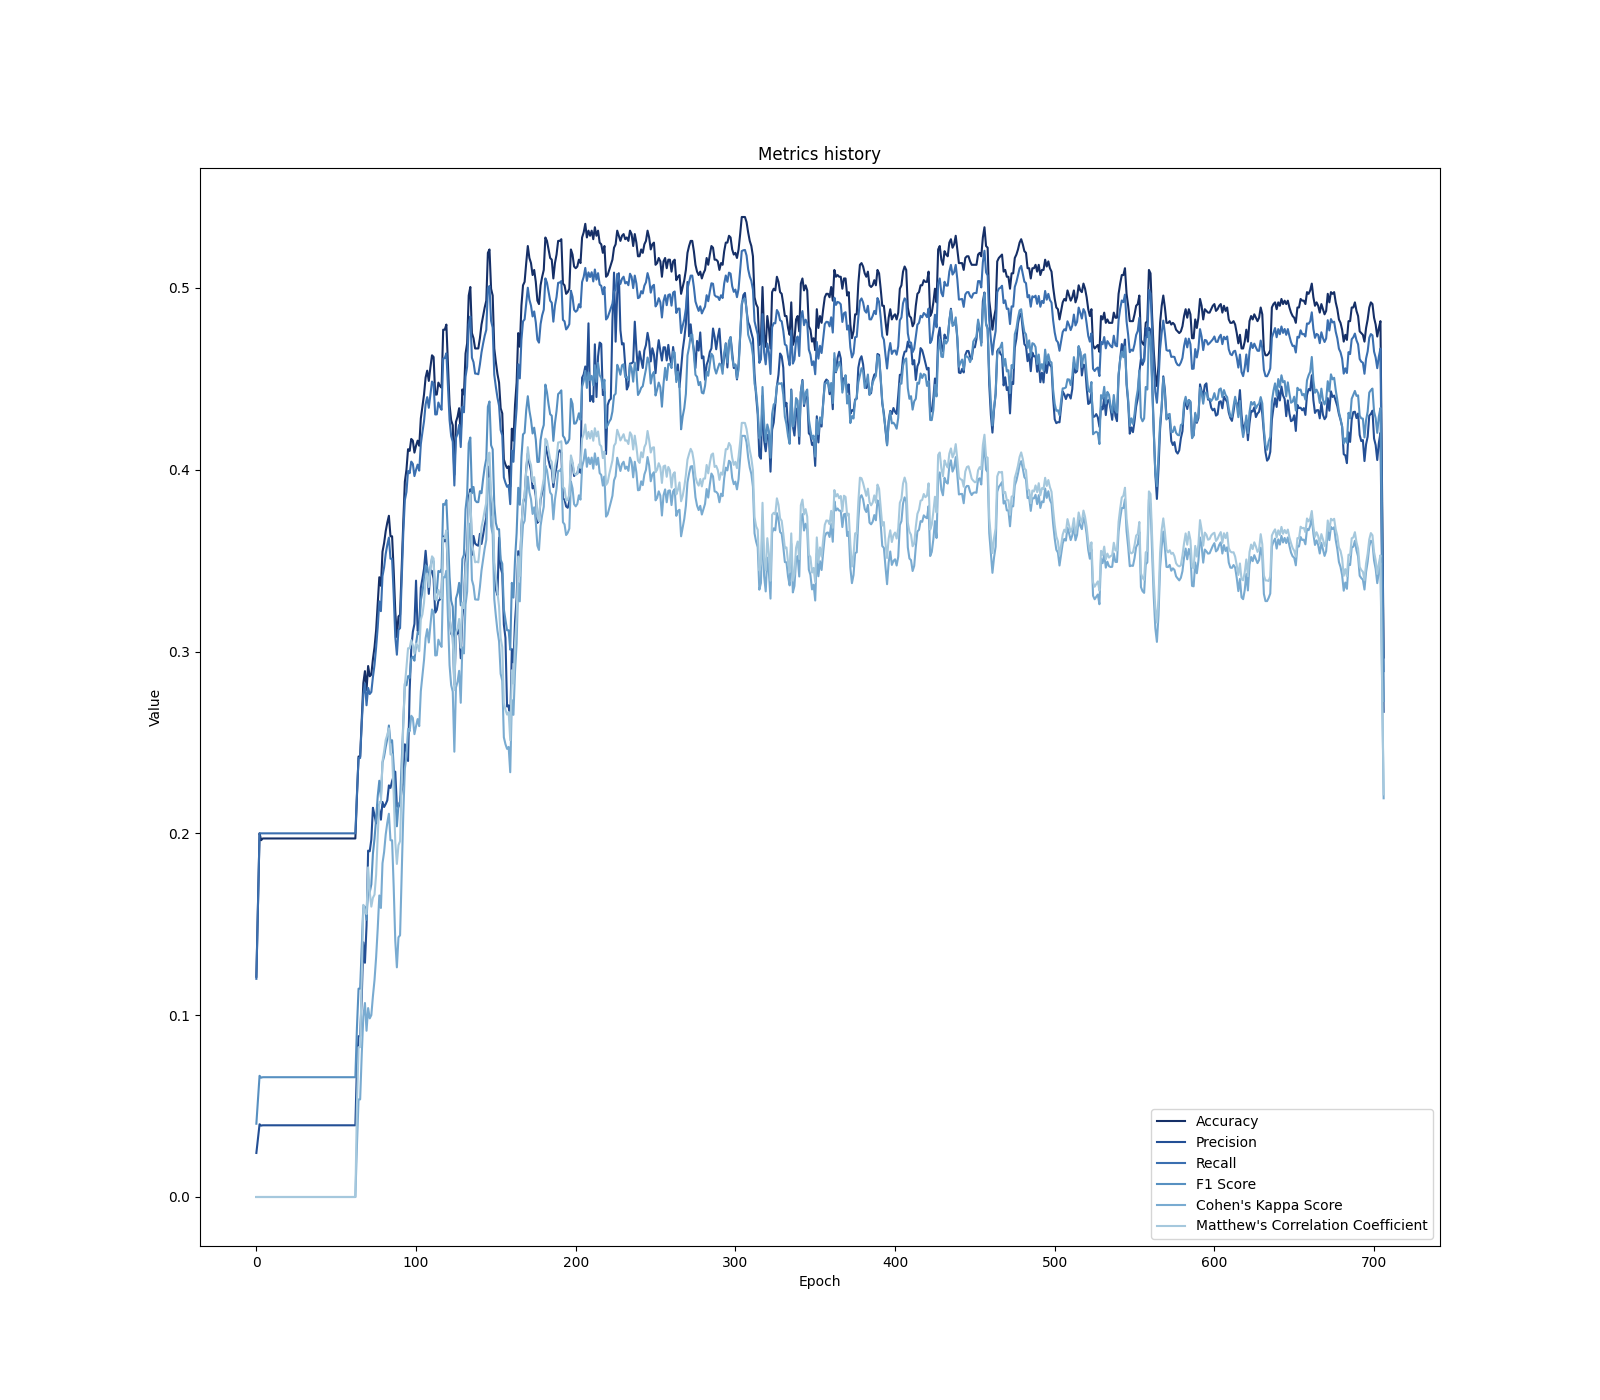 Metrics history
Value
0.5
0.4
0.3
0.2
0.1
0.0
0 100 200 300 400 500 600 700
Epoch
Accuracy
Precision
Recall
F1 Score
Cohen's Kappa Score
Matthew's Correlation Coefficient